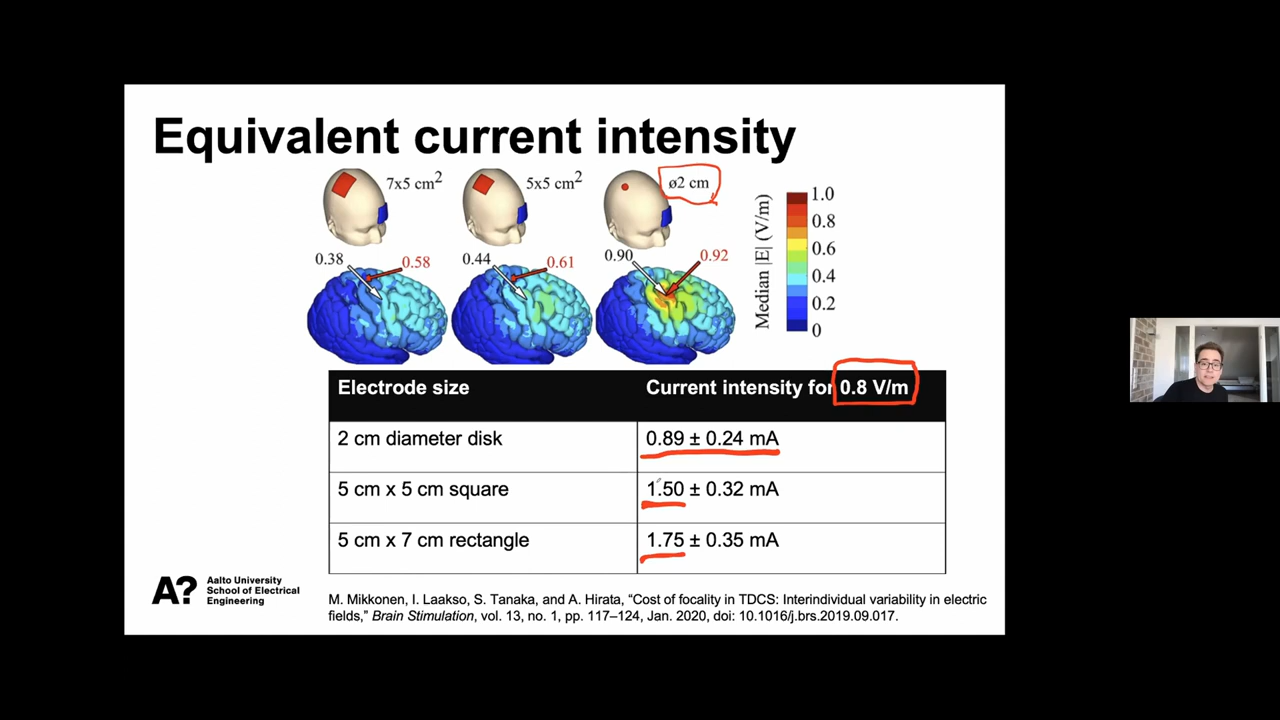 Equivalent current intensity
7x5 cm²
5x5 cm²
ø2 cm
0.38
0.58
0.44
0.61
0.90
0.92
Median |E| (V/m)
1.0
0.8
0.6
0.4
0.2
0
Electrode size Current intensity for 0.8 V/m
2 cm diameter disk 0.89 ± 0.24 mA
5 cm x 5 cm square 1.50 ± 0.32 mA
5 cm x 7 cm rectangle 1.75 ± 0.35 mA
A?
Aalto University
School of Electrical
Engineering
M. Mikkonen, I. Laakso, S. Tanaka, and A. Hirata, “Cost of focality in TDCS: Interindividual variability in electric
fields,” Brain Stimulation, vol. 13, no. 1, pp. 117–124, Jan. 2020, doi: 10.1016/j.brs.2019.09.017.